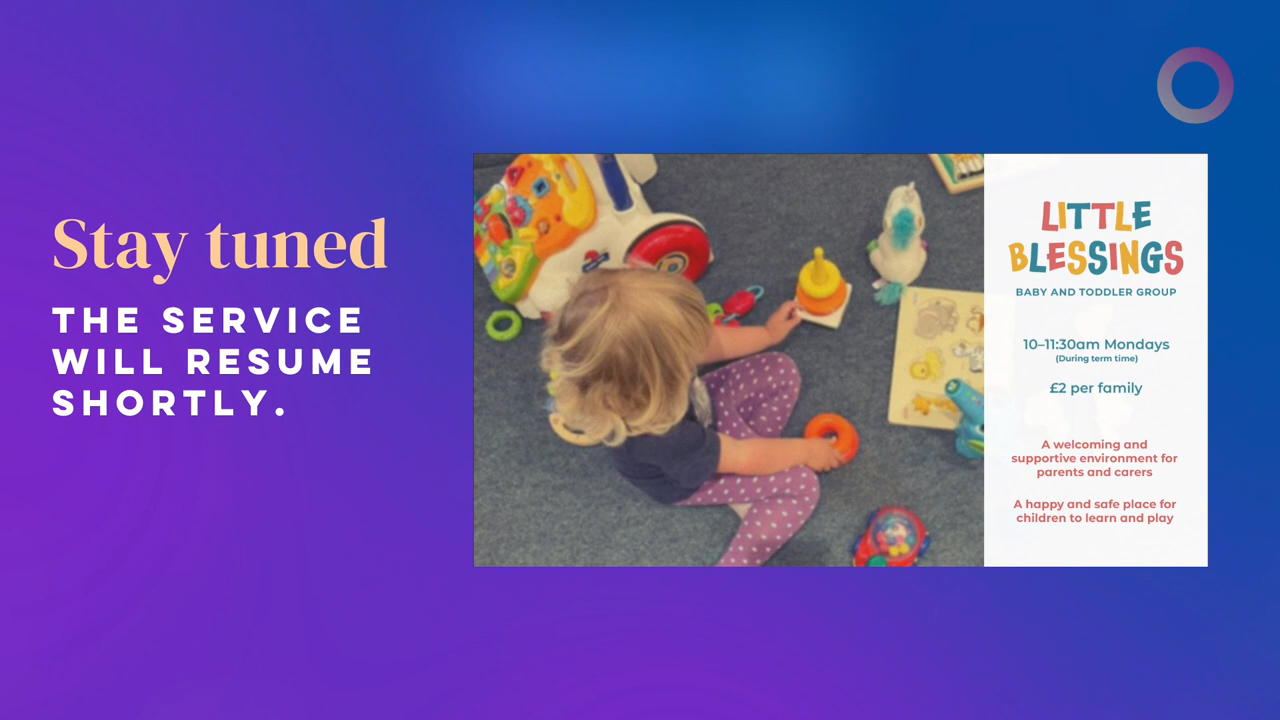 Stay tuned
THE SERVICE
WILL RESUME
SHORTLY.
LITTLE
BLESSINGS
BABY AND TODDLER GROUP
10–11:30am Mondays
(During term time)
£2 per family
A welcoming and
supportive environment for
parents and carers
A happy and safe place for
children to learn and play